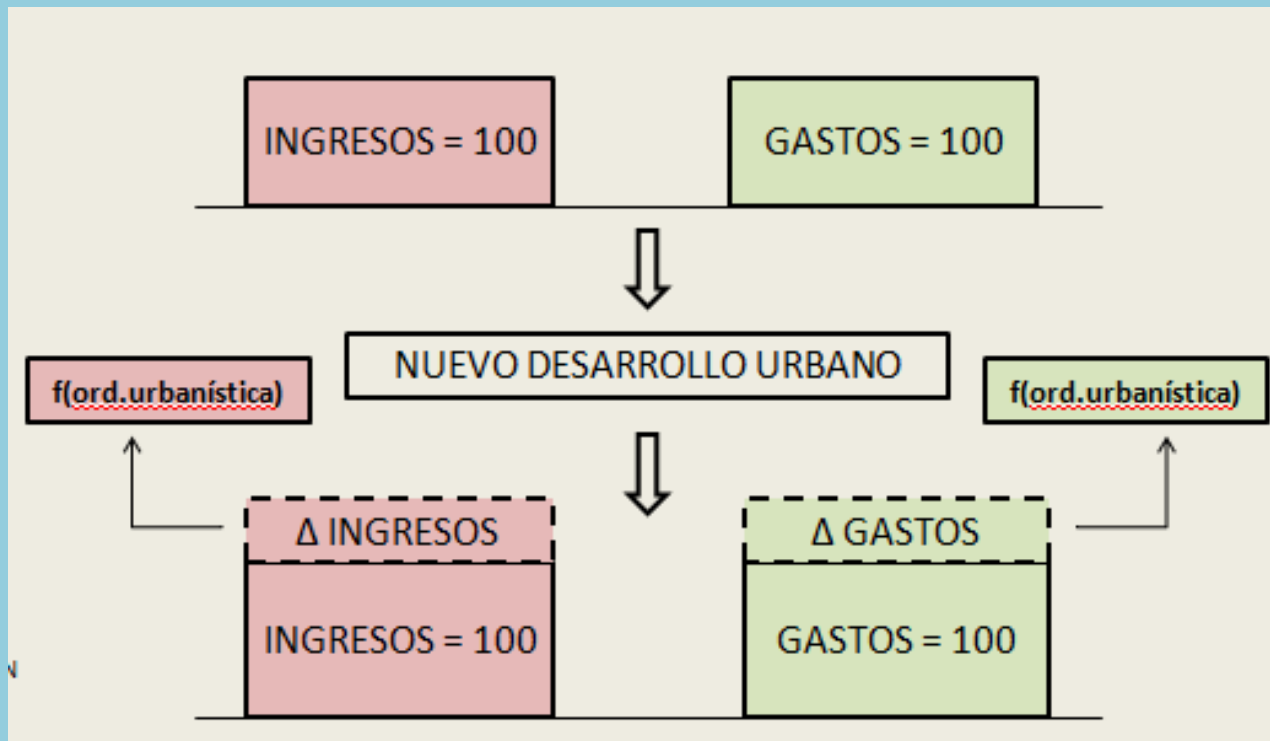 INGRESOS = 100
GASTOS = 100
NUEVO DESARROLLO URBANO
f(ord.urbanística)
f(ord.urbanística)
Δ INGRESOS
Δ GASTOS
INGRESOS = 100
GASTOS = 100
N